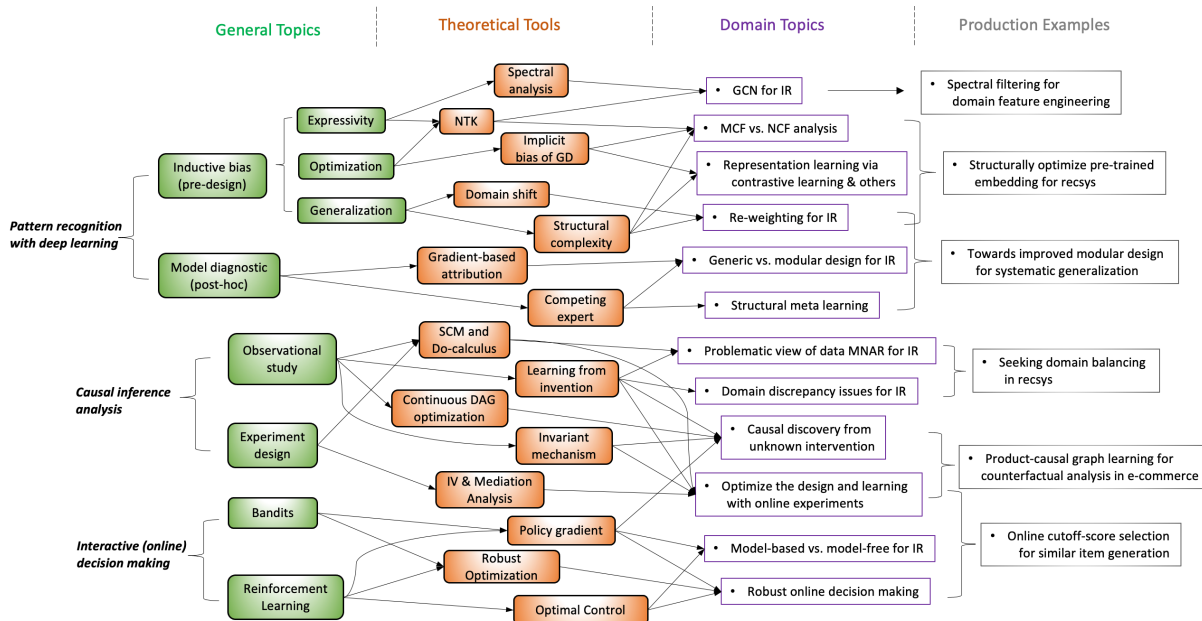 General Topics
Theoretical Tools
Domain Topics
Production Examples
Pattern recognition
with deep learning
Inductive bias
(pre-design)
Model diagnostic
(post-hoc)
Expressivity
Optimization
Generalization
Spectral
analysis
NTK
Implicit
bias of GD
Domain shift
Structural
complexity
Gradient-based
attribution
Competing
expert
• GCN for IR
• MCF vs. NCF analysis
• Representation learning via
contrastive learning & others
• Re-weighting for IR
• Generic vs. modular design for IR
• Structural meta learning
• Spectral filtering for
domain feature engineering
• Structurally optimize pre-trained
embedding for recsys
• Towards improved modular design
for systematic generalization
Causal inference
analysis
Observational
study
Experiment
design
SCM and
Do-calculus
Learning from
invention
Continuous DAG
optimization
Invariant
mechanism
IV & Mediation
Analysis
• Problematic view of data MNAR for IR
• Domain discrepancy issues for IR
• Causal discovery from
unknown intervention
• Optimize the design and learning
with online experiments
• Seeking domain balancing
in recsys
• Product-causal graph learning for
counterfactual analysis in e-commerce
Interactive (online)
decision making
Bandits
Reinforcement
Learning
Policy gradient
Robust
Optimization
Optimal Control
• Model-based vs. model-free for IR
• Robust online decision making
• Online cutoff-score selection
for similar item generation